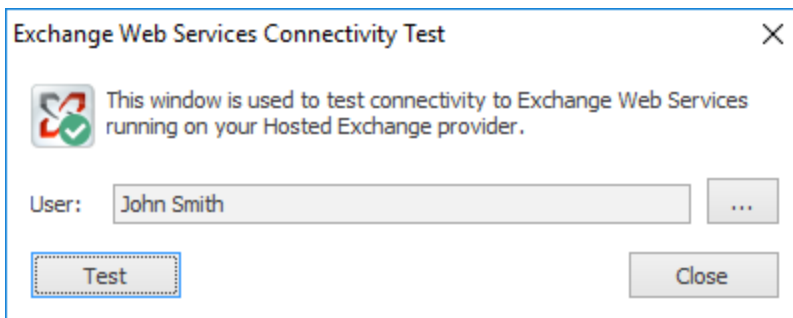 Exchange Web Services Connectivity Test
This window is used to test connectivity to Exchange Web Services
running on your Hosted Exchange provider.
User: John Smith ...
Test Close